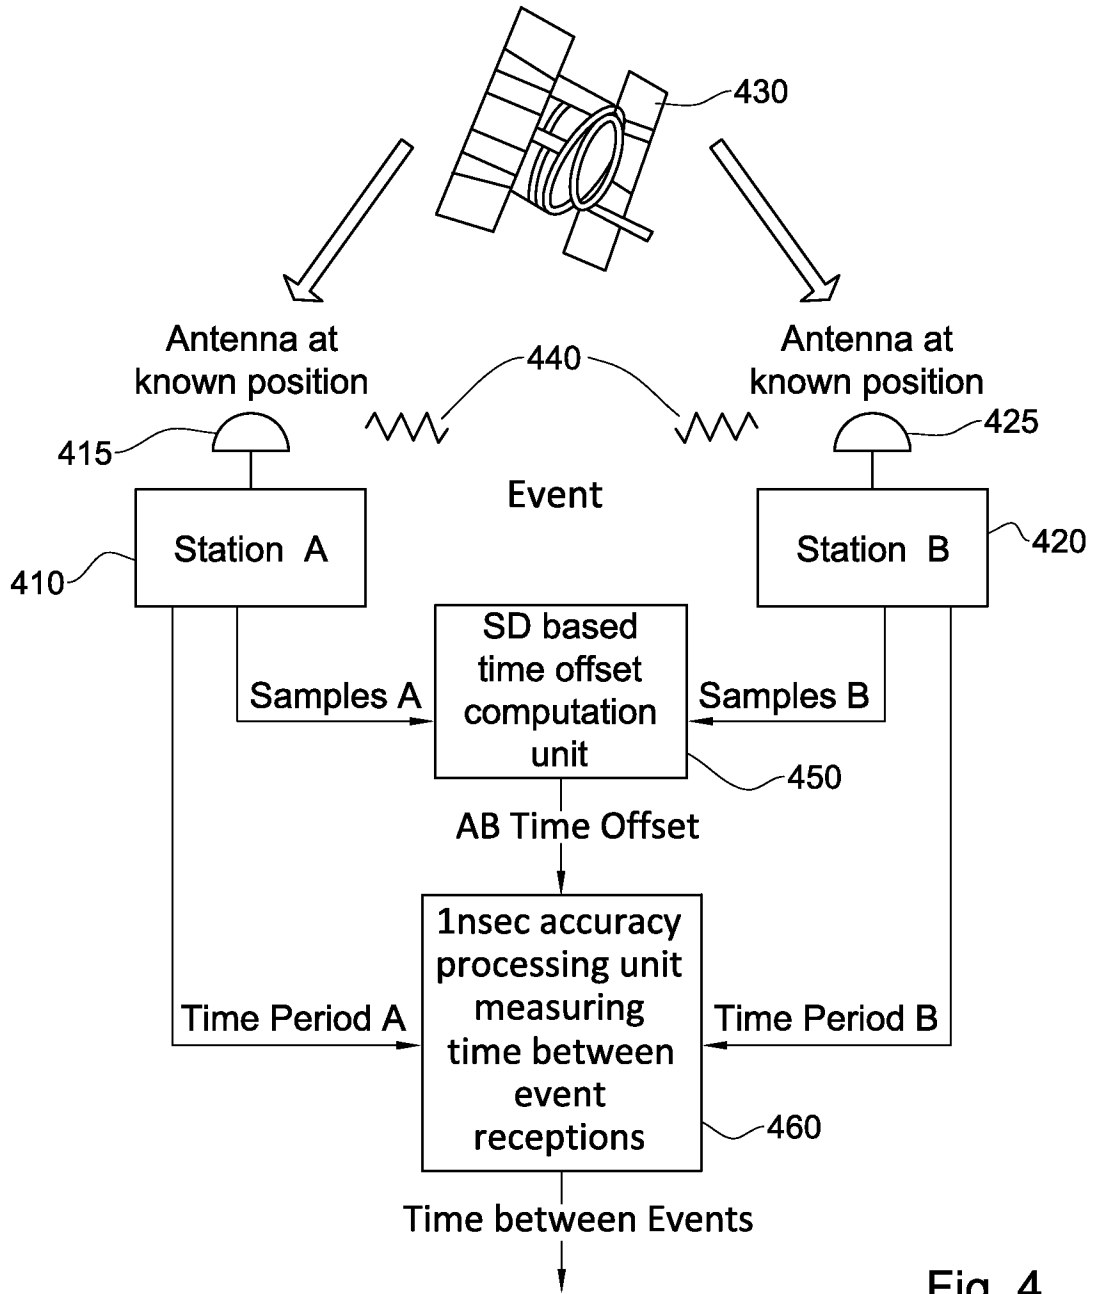 430
Antenna at
known position
Antenna at
known position
440
415
425
Event
Station A
Station B
410
420
SD based
time offset
computation
unit
Samples A
Samples B
450
AB Time Offset
1nsec accuracy
processing unit
measuring
time between
event
receptions
Time Period A
Time Period B
460
Time between Events
Fig. 4